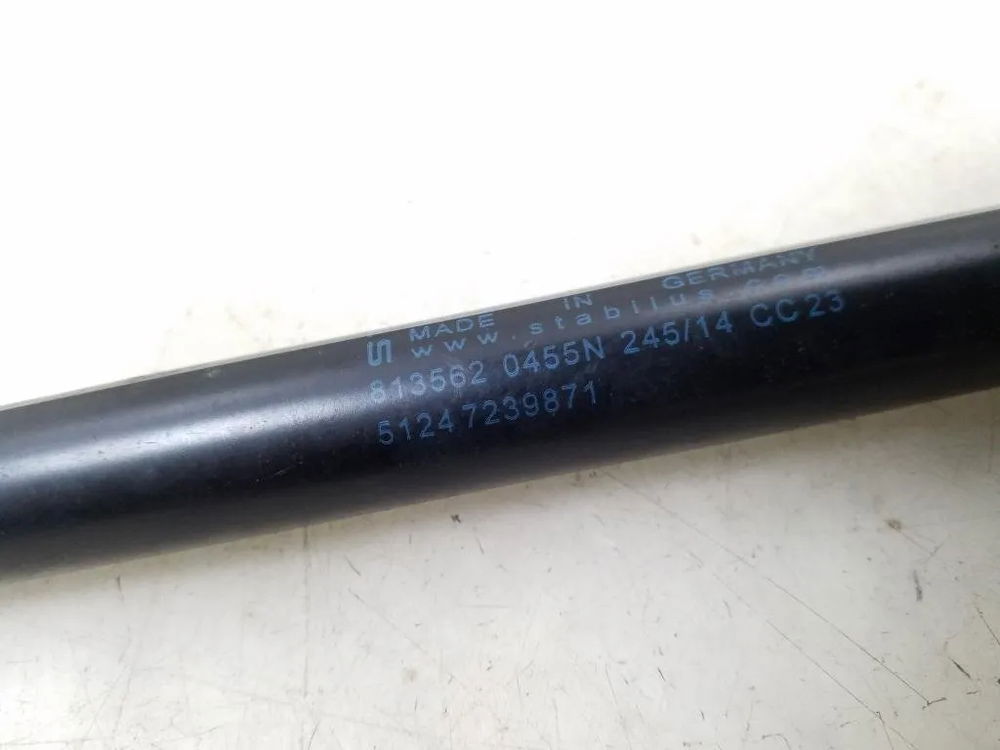 MADE IN GERMANY
www.stabilus.com
813562 0455N 245/14 CC23
51247239871